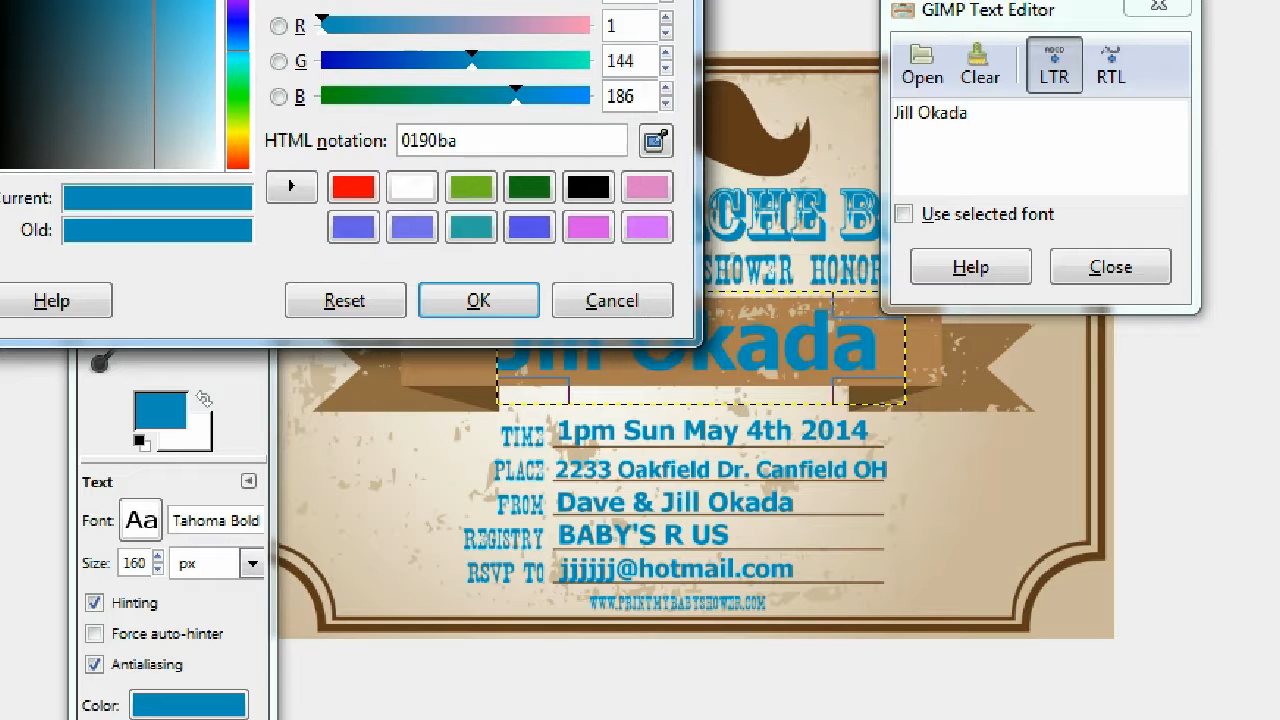 R 1
G 144
B 186
HTML notation: 0190ba
Current:
Old:
Help Reset OK Cancel
GIMP Text Editor
Open Clear LTR RTL
Jill Okada
Use selected font
Help Close
CHE B
SHOWER HONOR
Jill Okada
TIME 1pm Sun May 4th 2014
PLACE 2233 Oakfield Dr. Canfield OH
FROM Dave & Jill Okada
REGISTRY BABY'S R US
RSVP TO jjjjjj@hotmail.com
WWW.PRINTMYBABYSHOWER.COM
Text
Font: Aa Tahoma Bold
Size: 160 px
Hinting
Force auto-hinter
Antialiasing
Color: